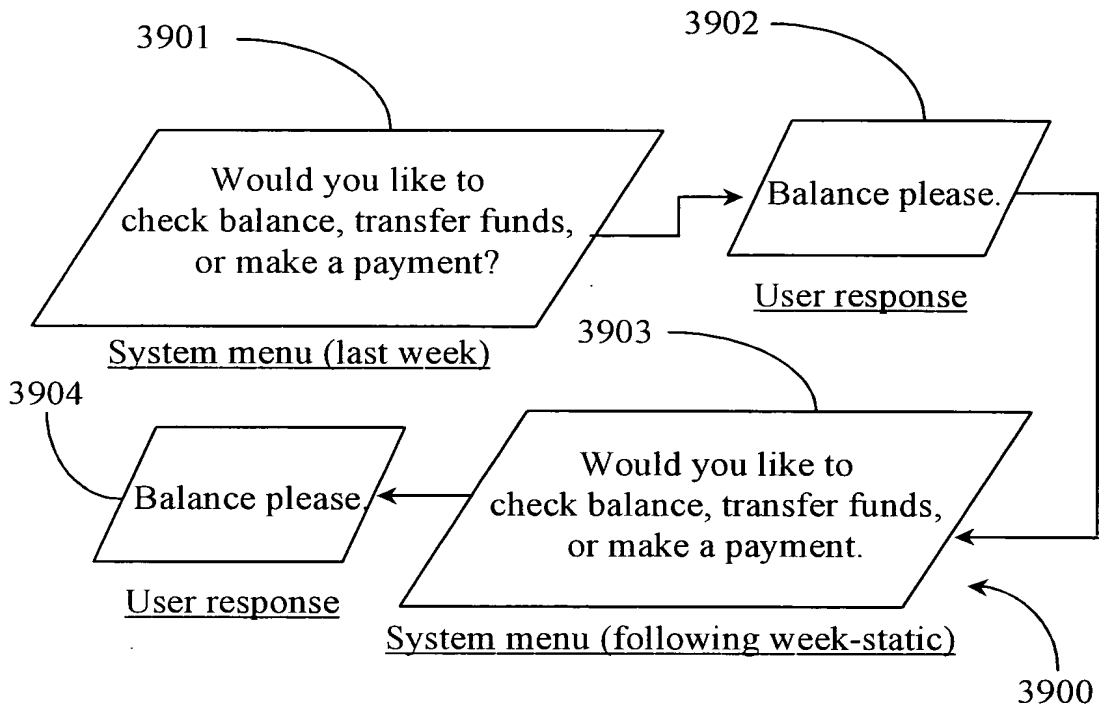 3901
3902
Would you like to
check balance, transfer funds,
or make a payment?
Balance please.
User response
System menu (last week)
3903
3904
Would you like to
check balance, transfer funds,
or make a payment.
Balance please.
User response
System menu (following week-static)
3900